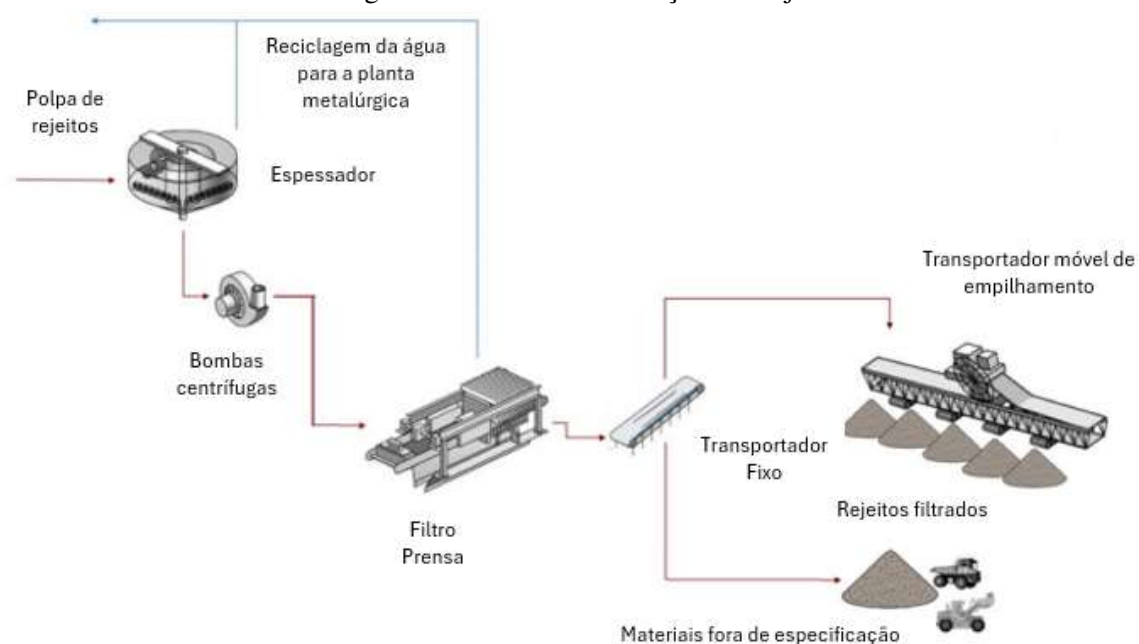 Reciclagem da água
para a planta
metalúrgica
Polpa de
rejeitos
Espessador
Bombas
centrífugas
Filtro
Prensa
Transportador
Fixo
Transportador móvel de
empilhamento
Rejeitos filtrados
Materiais fora de especificação